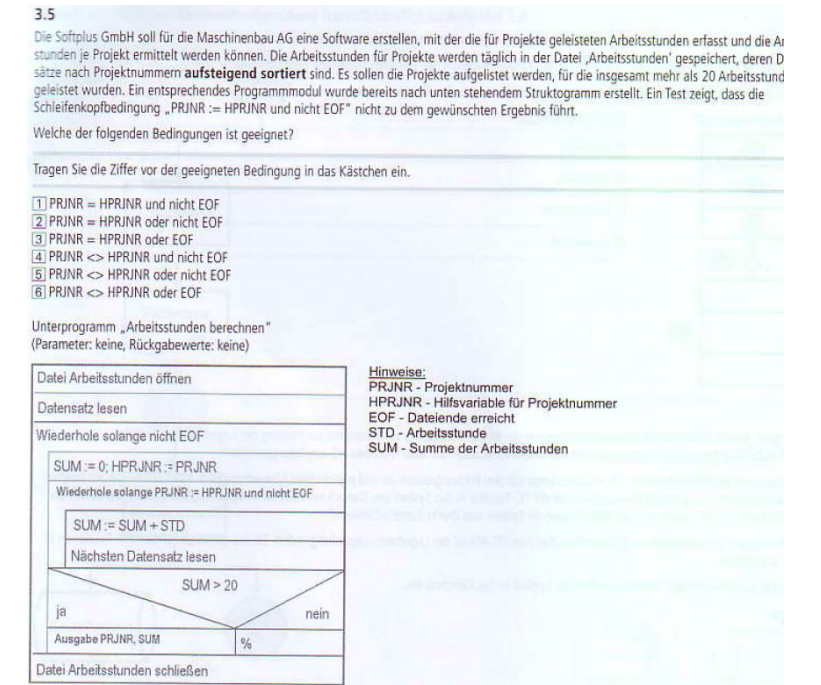 3.5
Die Softplus GmbH soll für die Maschinenbau AG eine Software erstellen, mit der die für Projekte geleisteten Arbeitsstunden erfasst und die Ar
stunden je Projekt ermittelt werden können. Die Arbeitsstunden für Projekte werden täglich in der Datei ‚Arbeitsstunden' gespeichert, deren D
sätze nach Projektnummern aufsteigend sortiert sind. Es sollen die Projekte aufgelistet werden, für die insgesamt mehr als 20 Arbeitsstund
geleistet wurden. Ein entsprechendes Programmmodul wurde bereits nach unten stehendem Struktogramm erstellt. Ein Test zeigt, dass die
Schleifenkopfbedingung „PRJNR := HPRJNR und nicht EOF" nicht zu dem gewünschten Ergebnis führt.
Welche der folgenden Bedingungen ist geeignet?
Tragen Sie die Ziffer vor der geeigneten Bedingung in das Kästchen ein.
1 PRJNR = HPRJNR und nicht EOF
2 PRJNR = HPRJNR oder nicht EOF
3 PRJNR = HPRJNR oder EOF
4 PRJNR <> HPRJNR und nicht EOF
5 PRJNR <> HPRJNR oder nicht EOF
6 PRJNR <> HPRJNR oder EOF
Unterprogramm „Arbeitsstunden berechnen"
(Parameter: keine, Rückgabewerte: keine)
Datei Arbeitsstunden öffnen
Datensatz lesen
Wiederhole solange nicht EOF
SUM := 0; HPRJNR := PRJNR
Wiederhole solange PRJNR := HPRJNR und nicht EOF
SUM := SUM + STD
Nächsten Datensatz lesen
SUM > 20
ja nein
Ausgabe PRJNR, SUM %
Datei Arbeitsstunden schließen
Hinweise:
PRJNR - Projektnummer
HPRJNR - Hilfsvariable für Projektnummer
EOF - Dateiende erreicht
STD - Arbeitsstunde
SUM - Summe der Arbeitsstunden